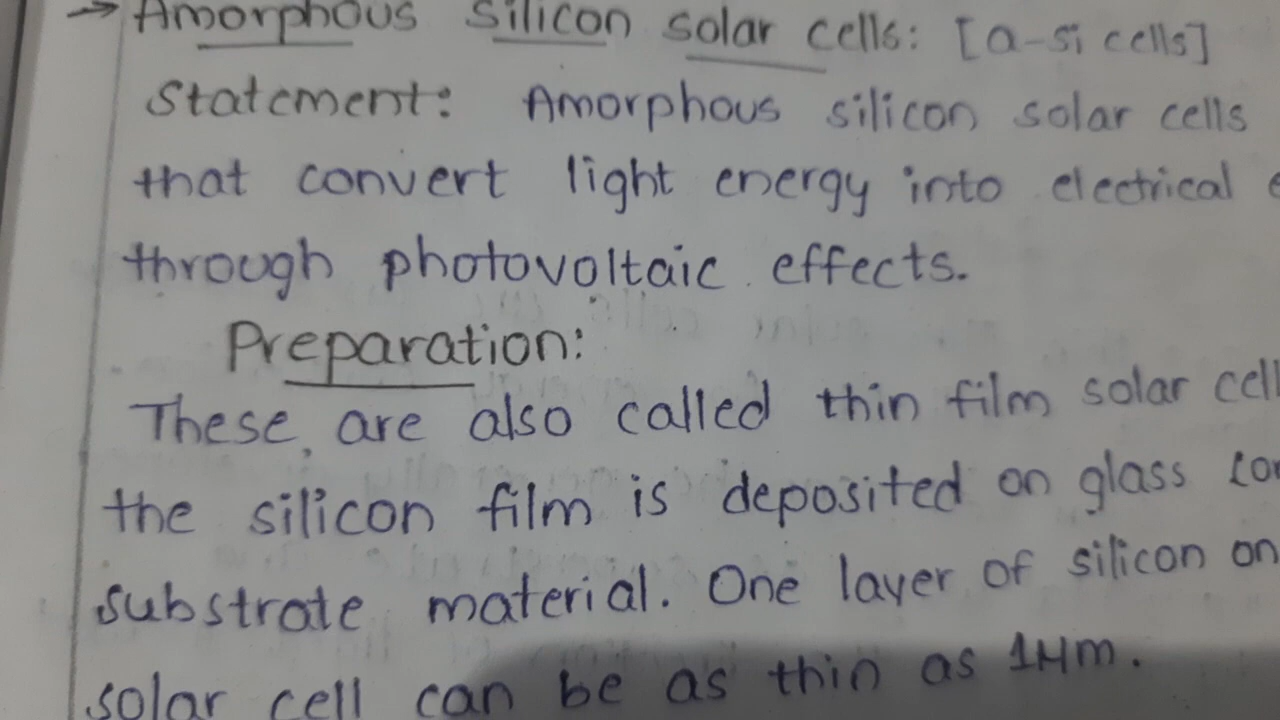 → Amorphous silicon solar cells: [a-si cells]
Statement: Amorphous silicon solar cells
that convert light energy into electrical
through photovoltaic effects.
Preparation:
These are also called thin film solar cell
the silicon film is deposited on glass
substrate material. One layer of silicon on
solar cell can be as thin as 1μm.